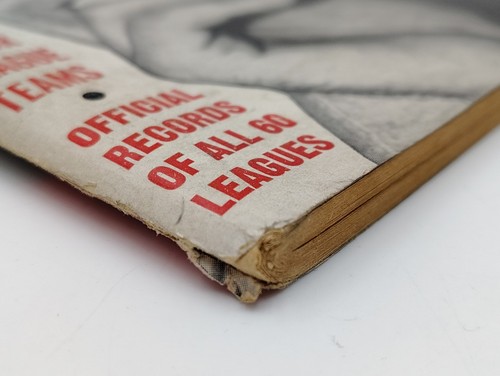 TEAMS
OFFICIAL
RECORDS
OF ALL 60
LEAGUES